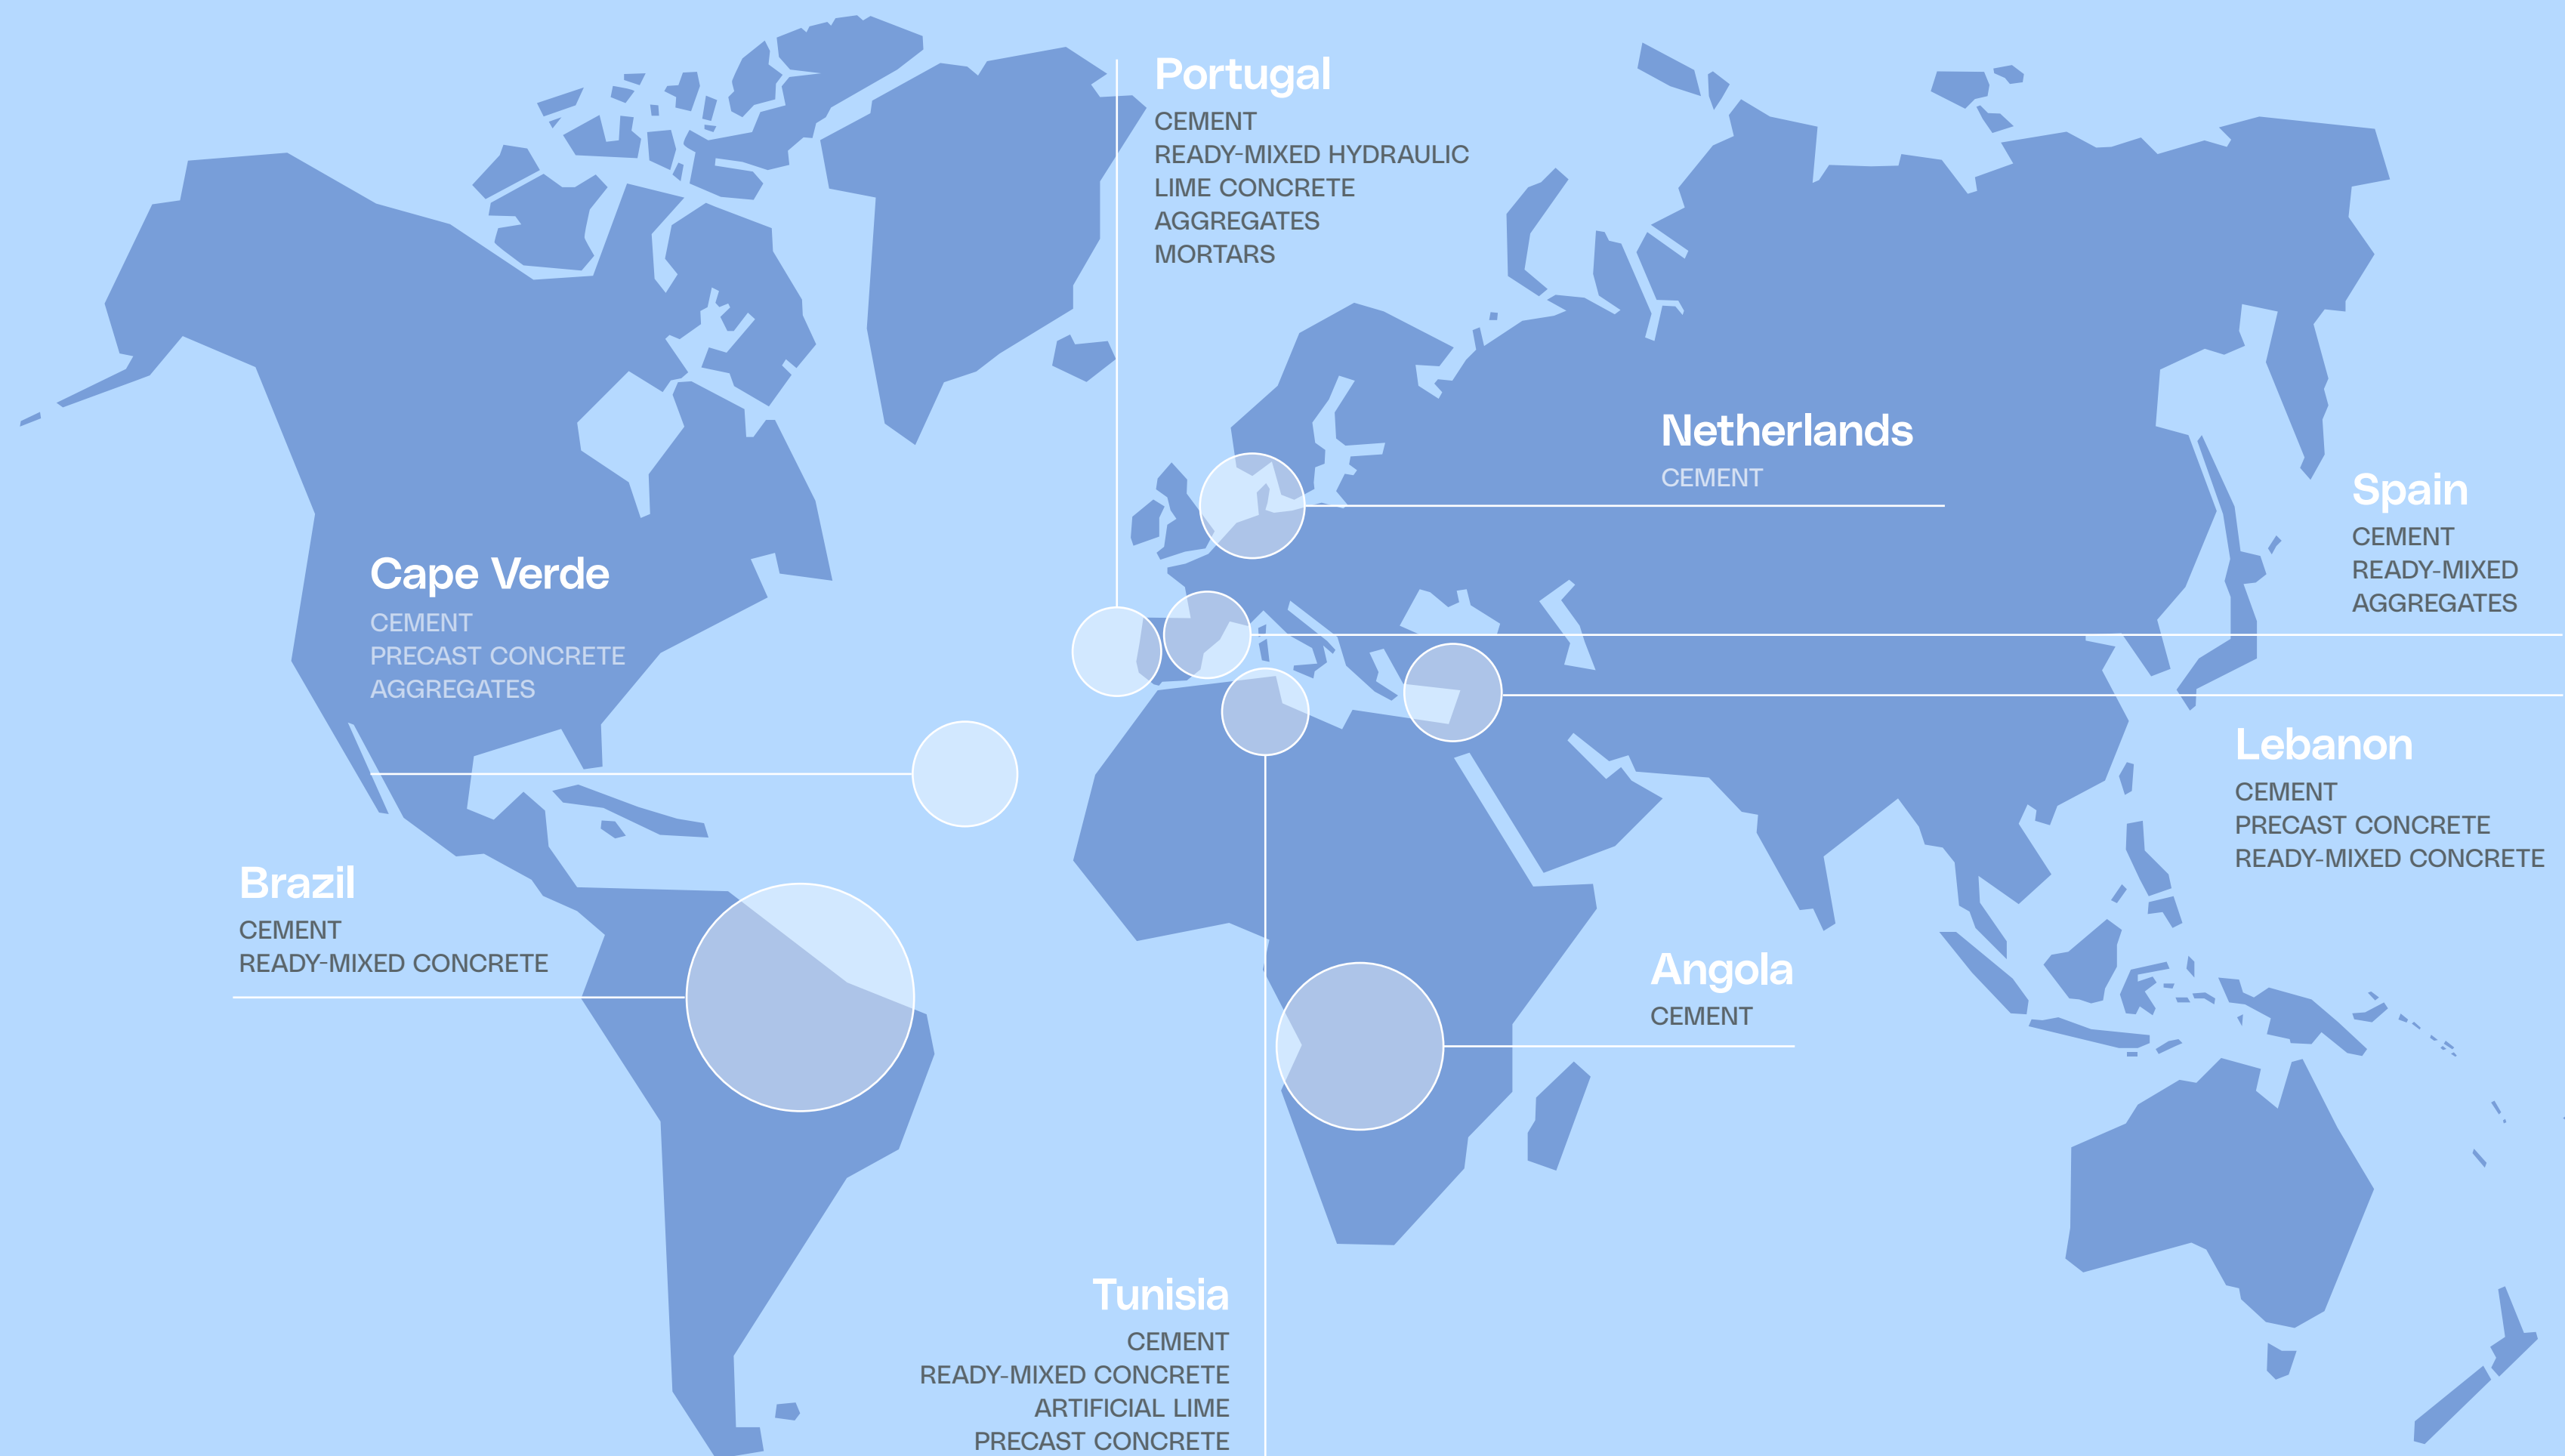 Portugal
CEMENT
READY-MIXED HYDRAULIC
LIME CONCRETE
AGGREGATES
MORTARS
Netherlands
CEMENT
Spain
CEMENT
READY-MIXED
AGGREGATES
Cape Verde
CEMENT
PRECAST CONCRETE
AGGREGATES
Lebanon
CEMENT
PRECAST CONCRETE
READY-MIXED CONCRETE
Brazil
CEMENT
READY-MIXED CONCRETE
Angola
CEMENT
Tunisia
CEMENT
READY-MIXED CONCRETE
ARTIFICIAL LIME
PRECAST CONCRETE